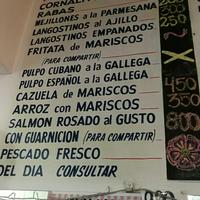 RABAS
MEJILLONES a la PARMESANA
LANGOSTINOS al AJILLO
LANGOSTINOS EMPANADOS
FRITATA de MARISCOS
(PARA COMPARTIR)
PULPO CUBANO a la GALLEGA
PULPO ESPAÑOL a la GALLEGA
CAZUELA de MARISCOS
ARROZ con MARISCOS
SALMON ROSADO al GUSTO
CON GUARNICION (PARA COMPARTIR)
PESCADO FRESCO
DEL DIA CONSULTAR
250
450
350
800